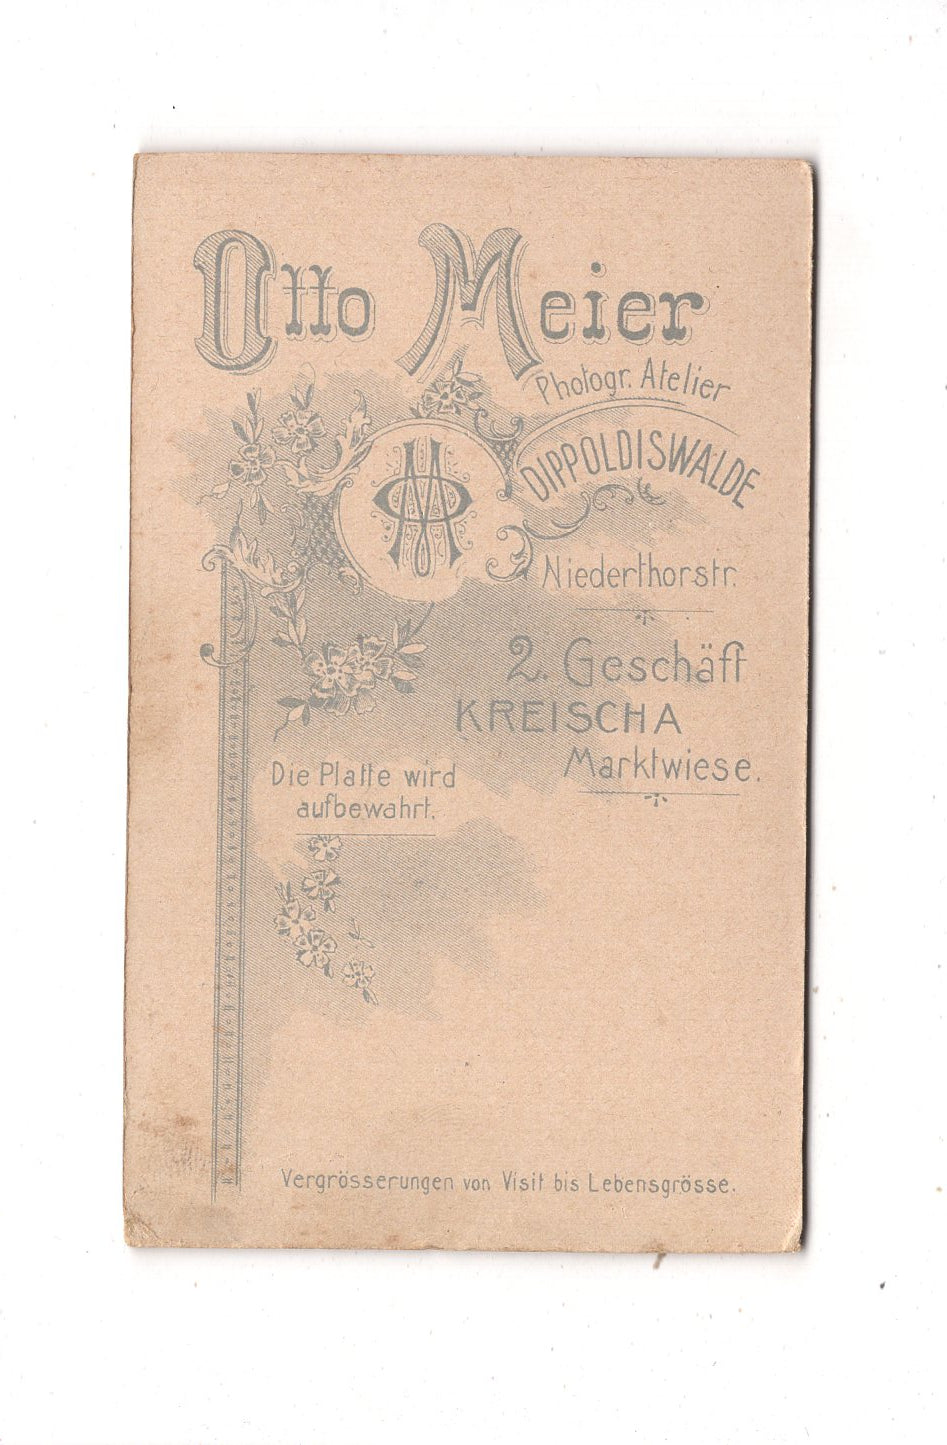 Otto Meier
Photogr. Atelier
DIPPOLDISWALDE
OM
Niederthorstr.
2. Geschäft
KREISCHA
Marktwiese.
Die Platte wird
aufbewahrt.
Vergrösserungen von Visit bis Lebensgrösse.